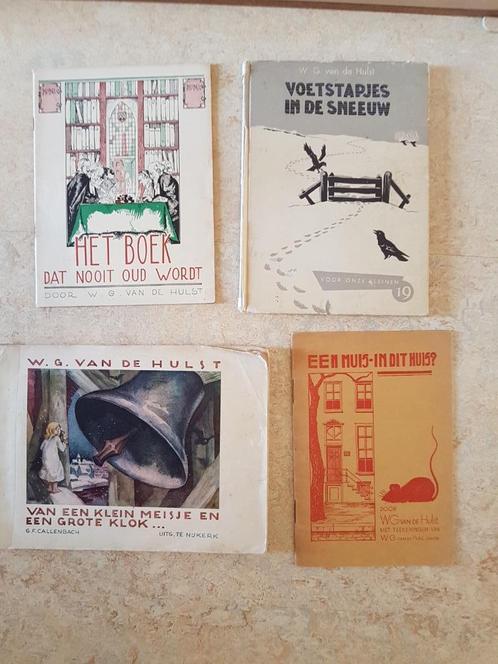 HET BOEK
DAT NOOIT OUD WORDT
DOOR W. G. VAN DE HULST
W. G. van de Hulst
VOETSTAPJES
IN DE SNEEUW
VOOR ONZE KLEINEN
19
W. G. VAN DE HULST
VAN EEN KLEIN MEISJE EN
EEN GROTE KLOK...
G.F. CALLENBACH UITG. TE NIJKERK
EEN MUIS-IN DIT HUIS?
DOOR
W.G. VAN DE HULST
MET TEEKENINGEN VAN
W.G. VAN DE HULST JUNIOR